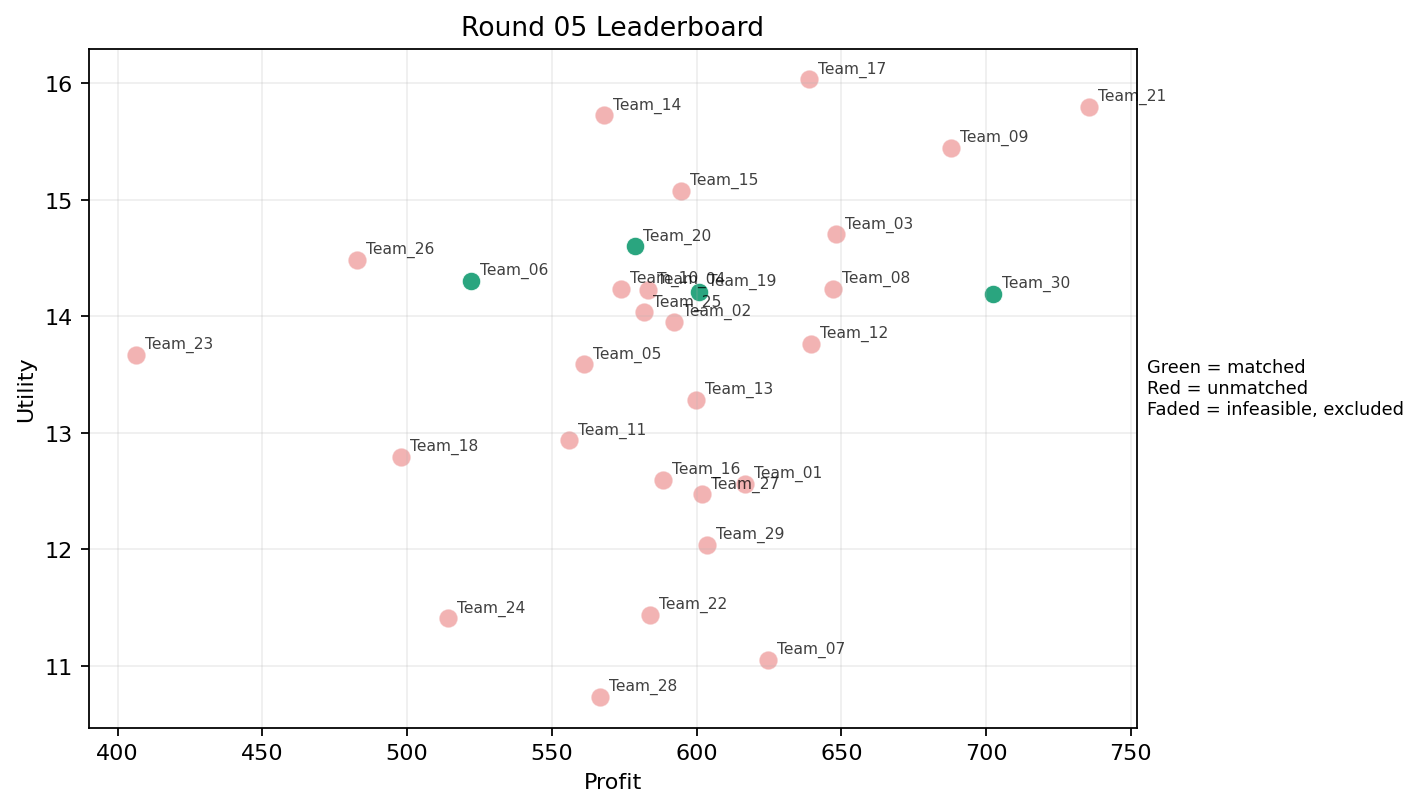 Round 05 Leaderboard
Team_17
Team_21
Team_14
Team_09
Team_15
Team_03
Team_20
Team_26
Team_06
Team_10
Team_04
Team_19
Team_08
Team_30
Team_25
Team_02
Team_12
Team_23
Team_05
Team_13
Team_11
Team_18
Team_16
Team_01
Team_27
Team_29
Team_24
Team_22
Team_07
Team_28
16
15
14
13
12
11
Utility
400 450 500 550 600 650 700 750
Profit
Green = matched
Red = unmatched
Faded = infeasible, excluded